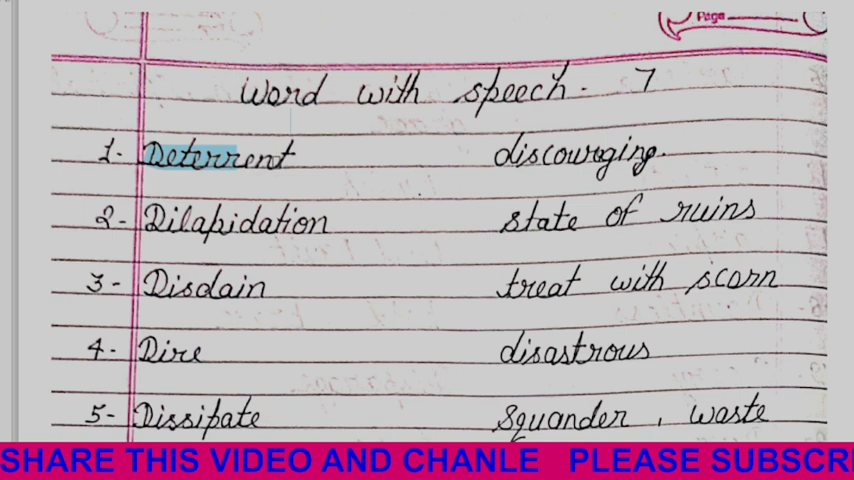 Page
Word with speech. 7
1. Deterrent discouraging.
2- Dilapidation state of ruins
3- Disdain treat with scorn
4- Dire disastrous
5- Dissipate squander, waste
SHARE THIS VIDEO AND CHANLE PLEASE SUBSCRI